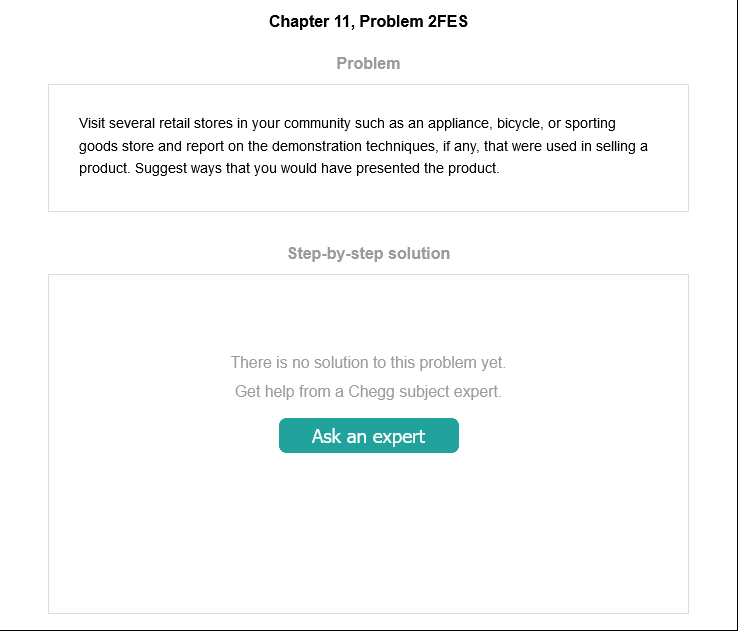 Chapter 11, Problem 2FES
Problem
Visit several retail stores in your community such as an appliance, bicycle, or sporting
goods store and report on the demonstration techniques, if any, that were used in selling a
product. Suggest ways that you would have presented the product.
Step-by-step solution
There is no solution to this problem yet.
Get help from a Chegg subject expert.
Ask an expert